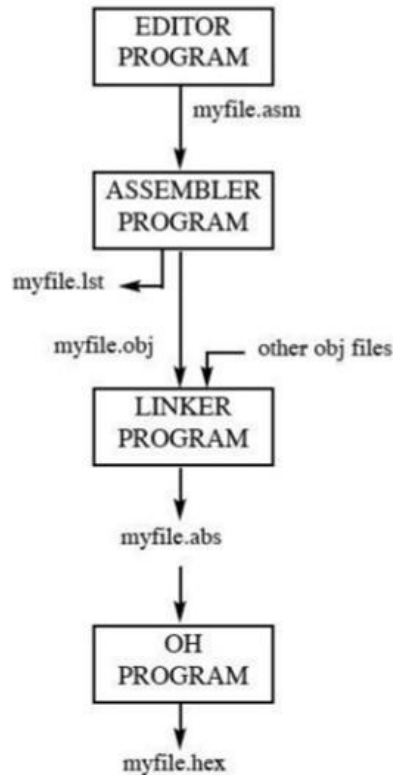 EDITOR
PROGRAM
myfile.asm
ASSEMBLER
PROGRAM
myfile.lst
myfile.obj
other obj files
LINKER
PROGRAM
myfile.abs
OH
PROGRAM
myfile.hex